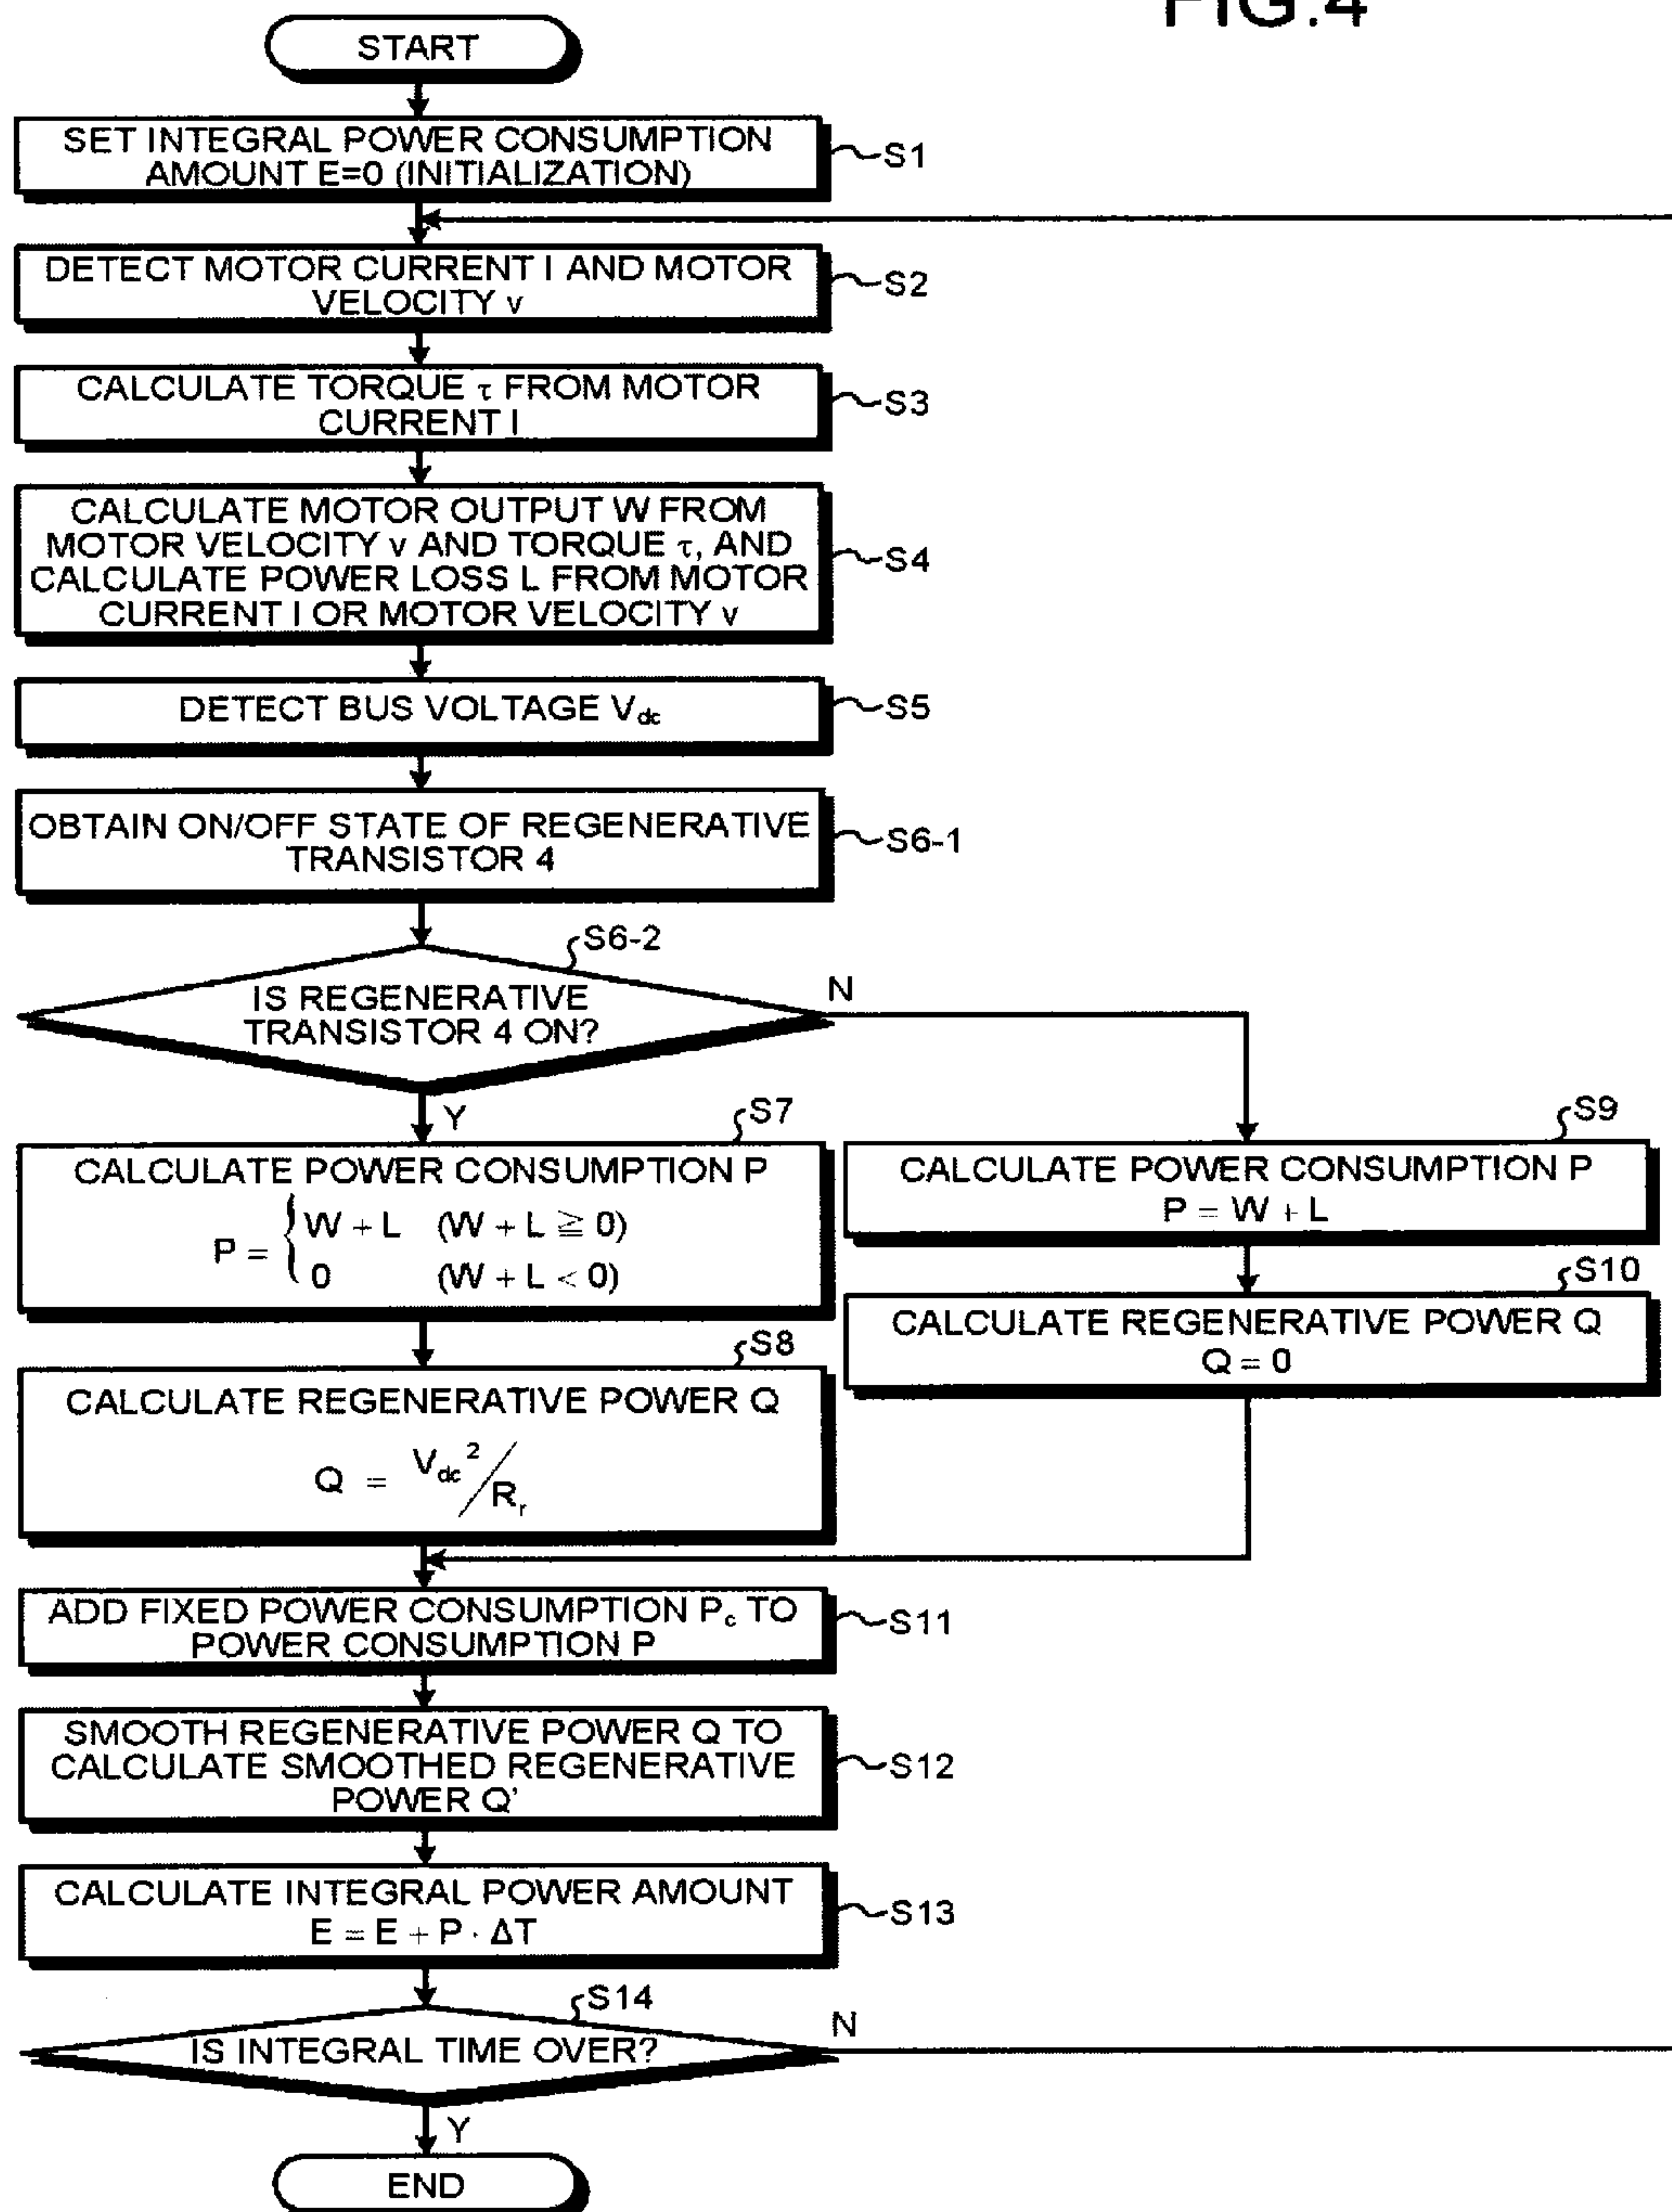 FIG.4
START
SET INTEGRAL POWER CONSUMPTION
AMOUNT E=0 (INITIALIZATION)
S1
DETECT MOTOR CURRENT I AND MOTOR
VELOCITY v
S2
CALCULATE TORQUE τ FROM MOTOR
CURRENT I
S3
CALCULATE MOTOR OUTPUT W FROM
MOTOR VELOCITY v AND TORQUE τ, AND
CALCULATE POWER LOSS L FROM MOTOR
CURRENT I OR MOTOR VELOCITY v
S4
DETECT BUS VOLTAGE Vdc
S5
OBTAIN ON/OFF STATE OF REGENERATIVE
TRANSISTOR 4
S6-1
S6-2
IS REGENERATIVE
TRANSISTOR 4 ON?
N
Y
S7
CALCULATE POWER CONSUMPTION P
P = { W + L (W + L ≧ 0)
0 (W + L < 0)
S9
CALCULATE POWER CONSUMPTION P
P = W + L
S10
CALCULATE REGENERATIVE POWER Q
Q = 0
S8
CALCULATE REGENERATIVE POWER Q
Q = Vdc²/Rr
ADD FIXED POWER CONSUMPTION Pc TO
POWER CONSUMPTION P
S11
SMOOTH REGENERATIVE POWER Q TO
CALCULATE SMOOTHED REGENERATIVE
POWER Q'
S12
CALCULATE INTEGRAL POWER AMOUNT
E = E + P · ΔT
S13
S14
IS INTEGRAL TIME OVER?
N
Y
END